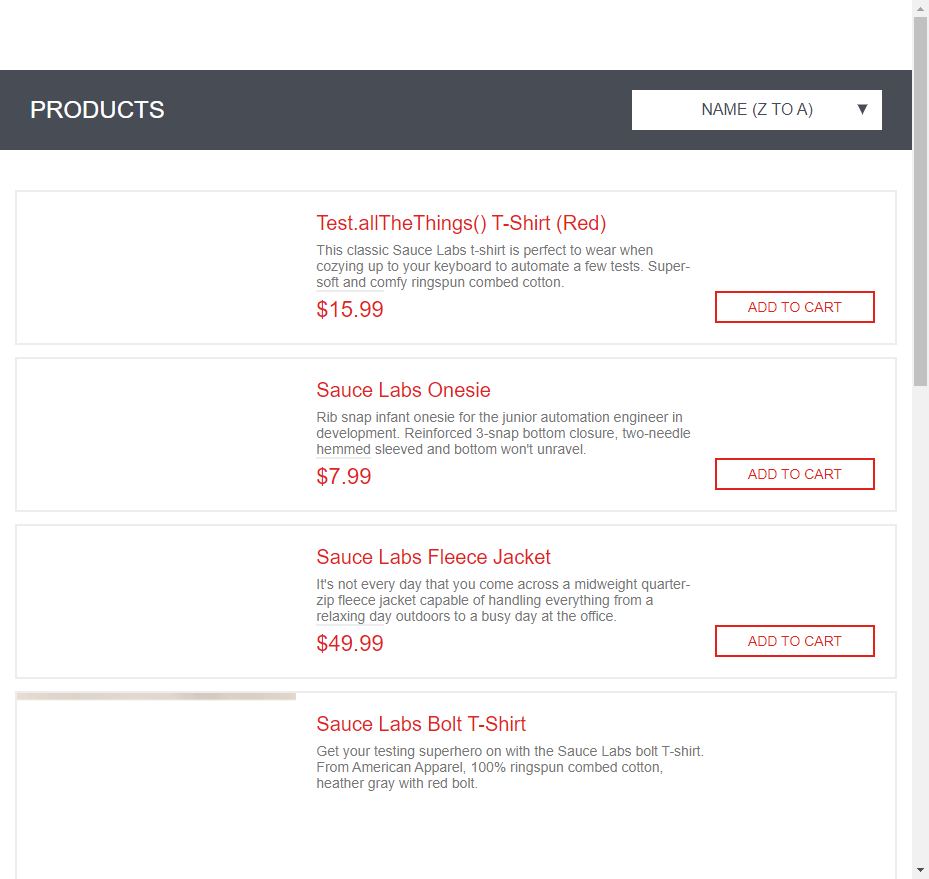 PRODUCTS
NAME (Z TO A)
Test.allTheThings() T-Shirt (Red)
This classic Sauce Labs t-shirt is perfect to wear when
cozying up to your keyboard to automate a few tests. Super-
soft and comfy ringspun combed cotton.
$15.99
ADD TO CART
Sauce Labs Onesie
Rib snap infant onesie for the junior automation engineer in
development. Reinforced 3-snap bottom closure, two-needle
hemmed sleeved and bottom won't unravel.
$7.99
ADD TO CART
Sauce Labs Fleece Jacket
It's not every day that you come across a midweight quarter-
zip fleece jacket capable of handling everything from a
relaxing day outdoors to a busy day at the office.
$49.99
ADD TO CART
Sauce Labs Bolt T-Shirt
Get your testing superhero on with the Sauce Labs bolt T-shirt.
From American Apparel, 100% ringspun combed cotton,
heather gray with red bolt.